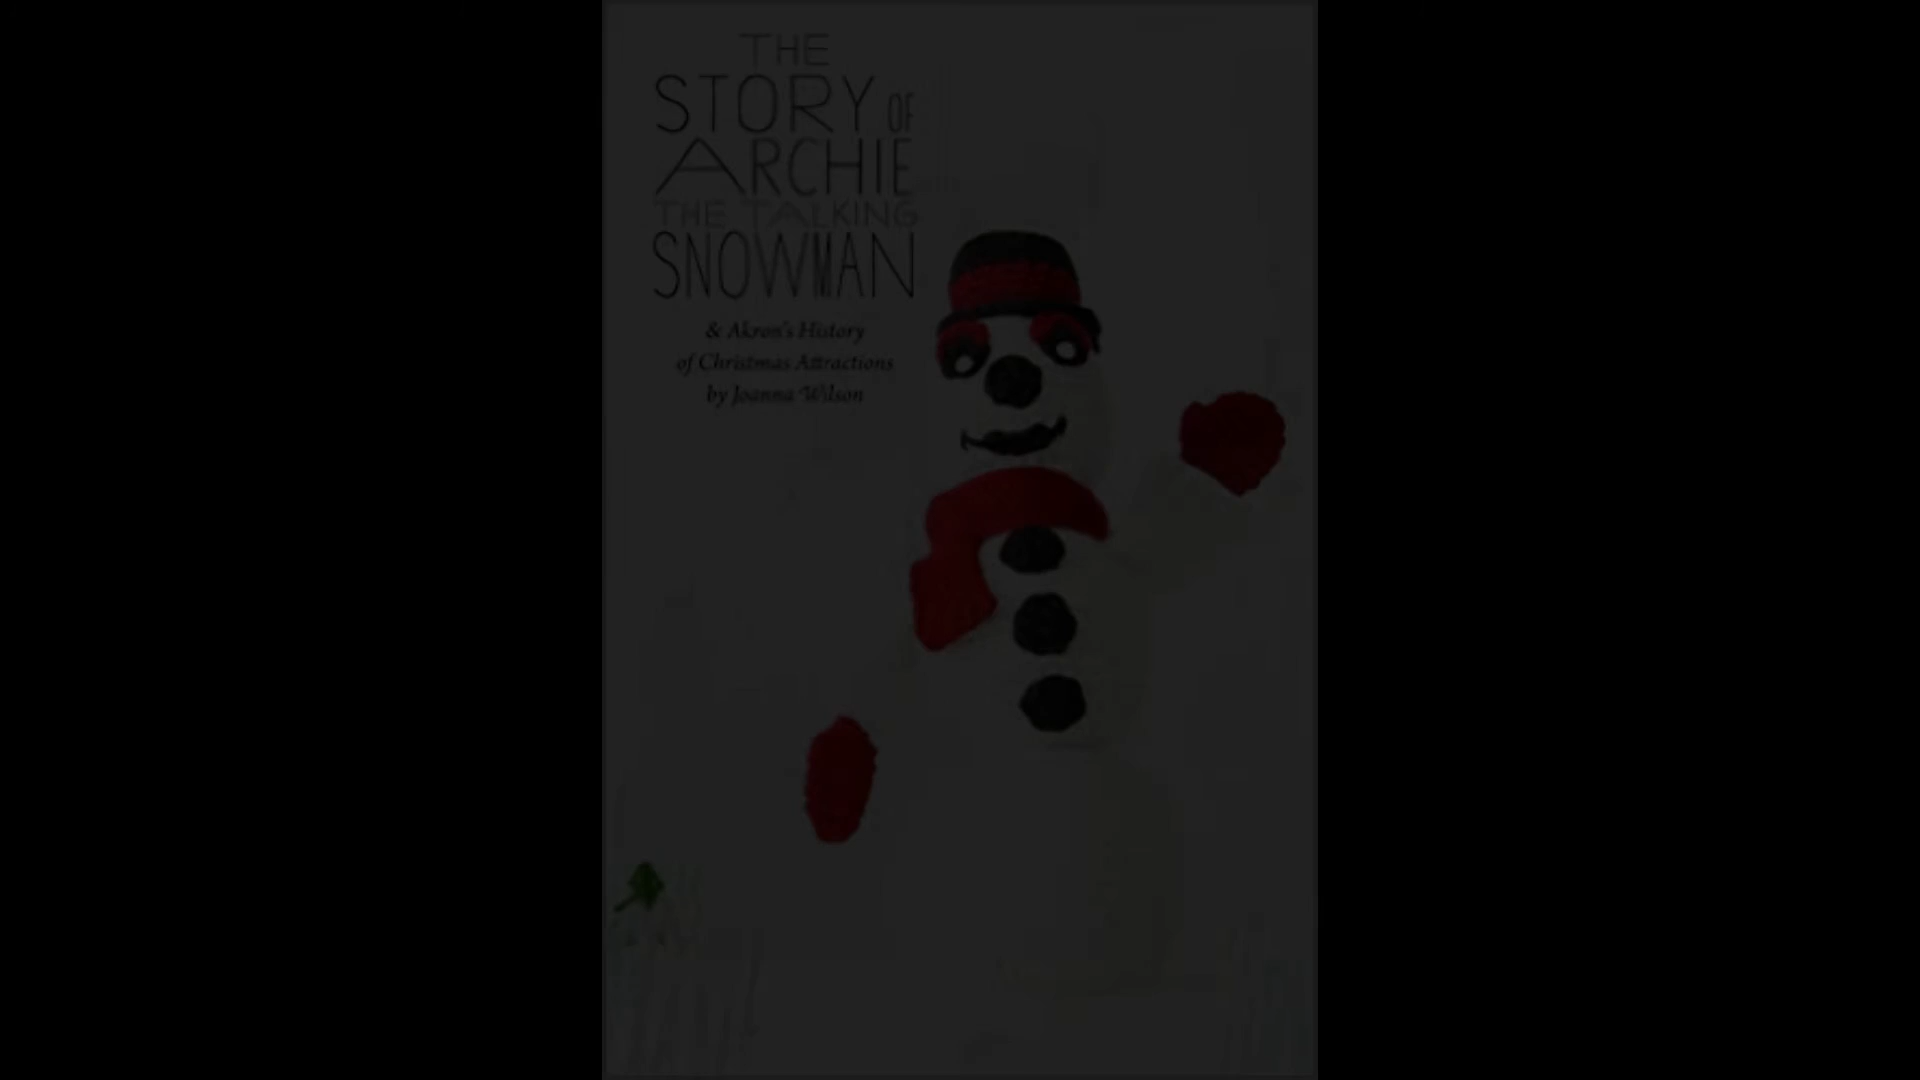 THE
STORY OF
ARCHIE
THE TALKING
SNOWMAN
& Akron's History
of Christmas Attractions
by Joanna Wilson